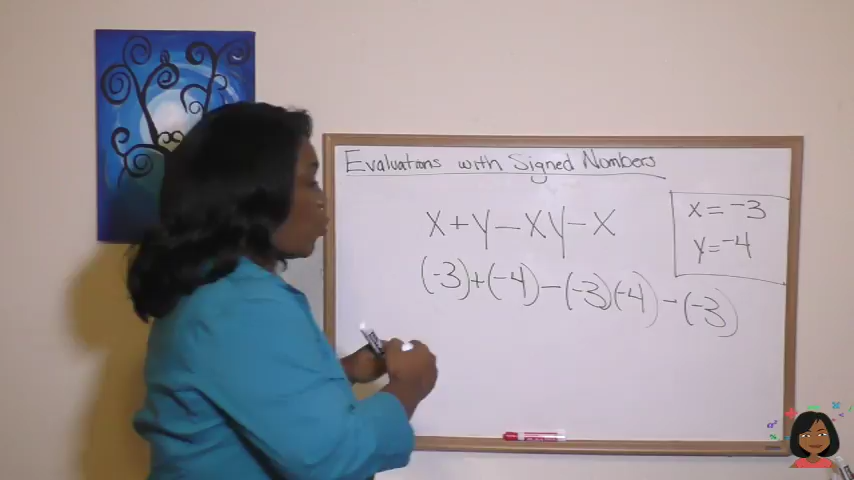 Evaluations with Signed Numbers
X+Y-XY-X
x=-3
y=-4
(-3)+(-4)-(-3)(-4)-(-3)